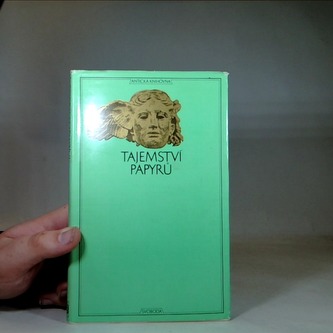 ANTICKÁ KNIHOVNA
TAJEMSTVÍ
PAPYRŮ
SVOBODA